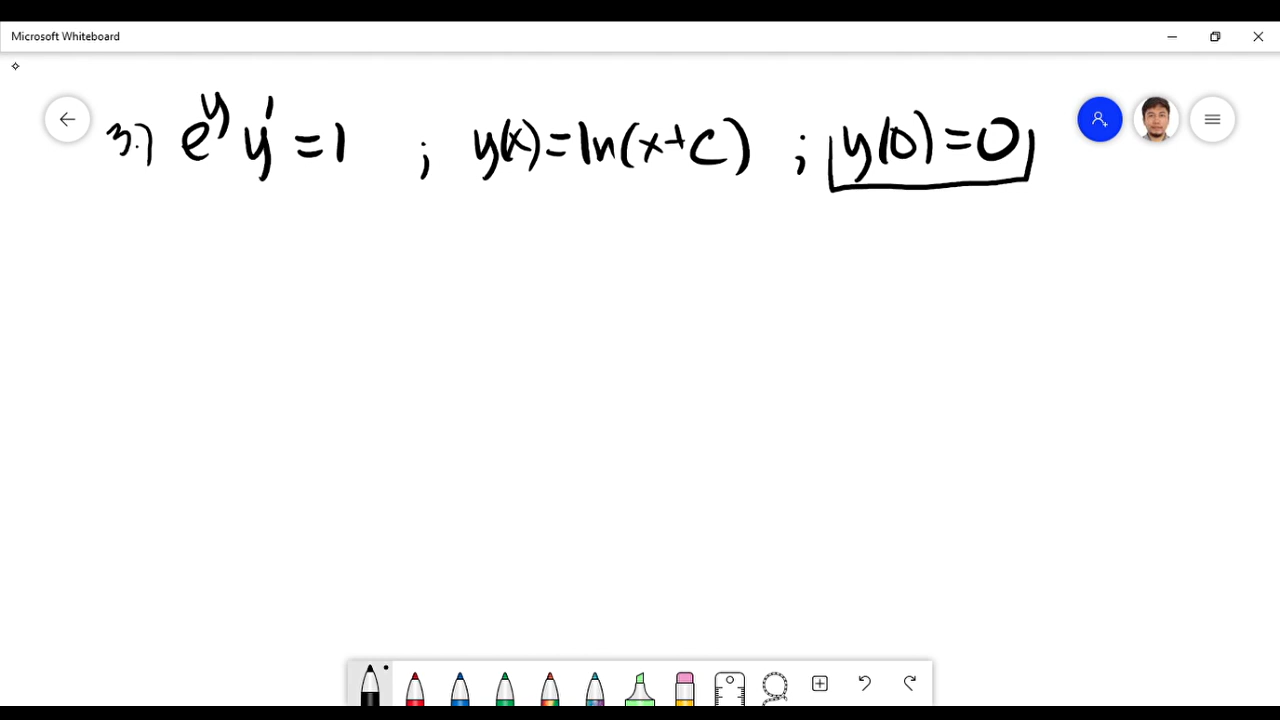 Microsoft Whiteboard
3.) e^y y' = 1 ; y(x) = ln(x+C) ; y(0) = 0